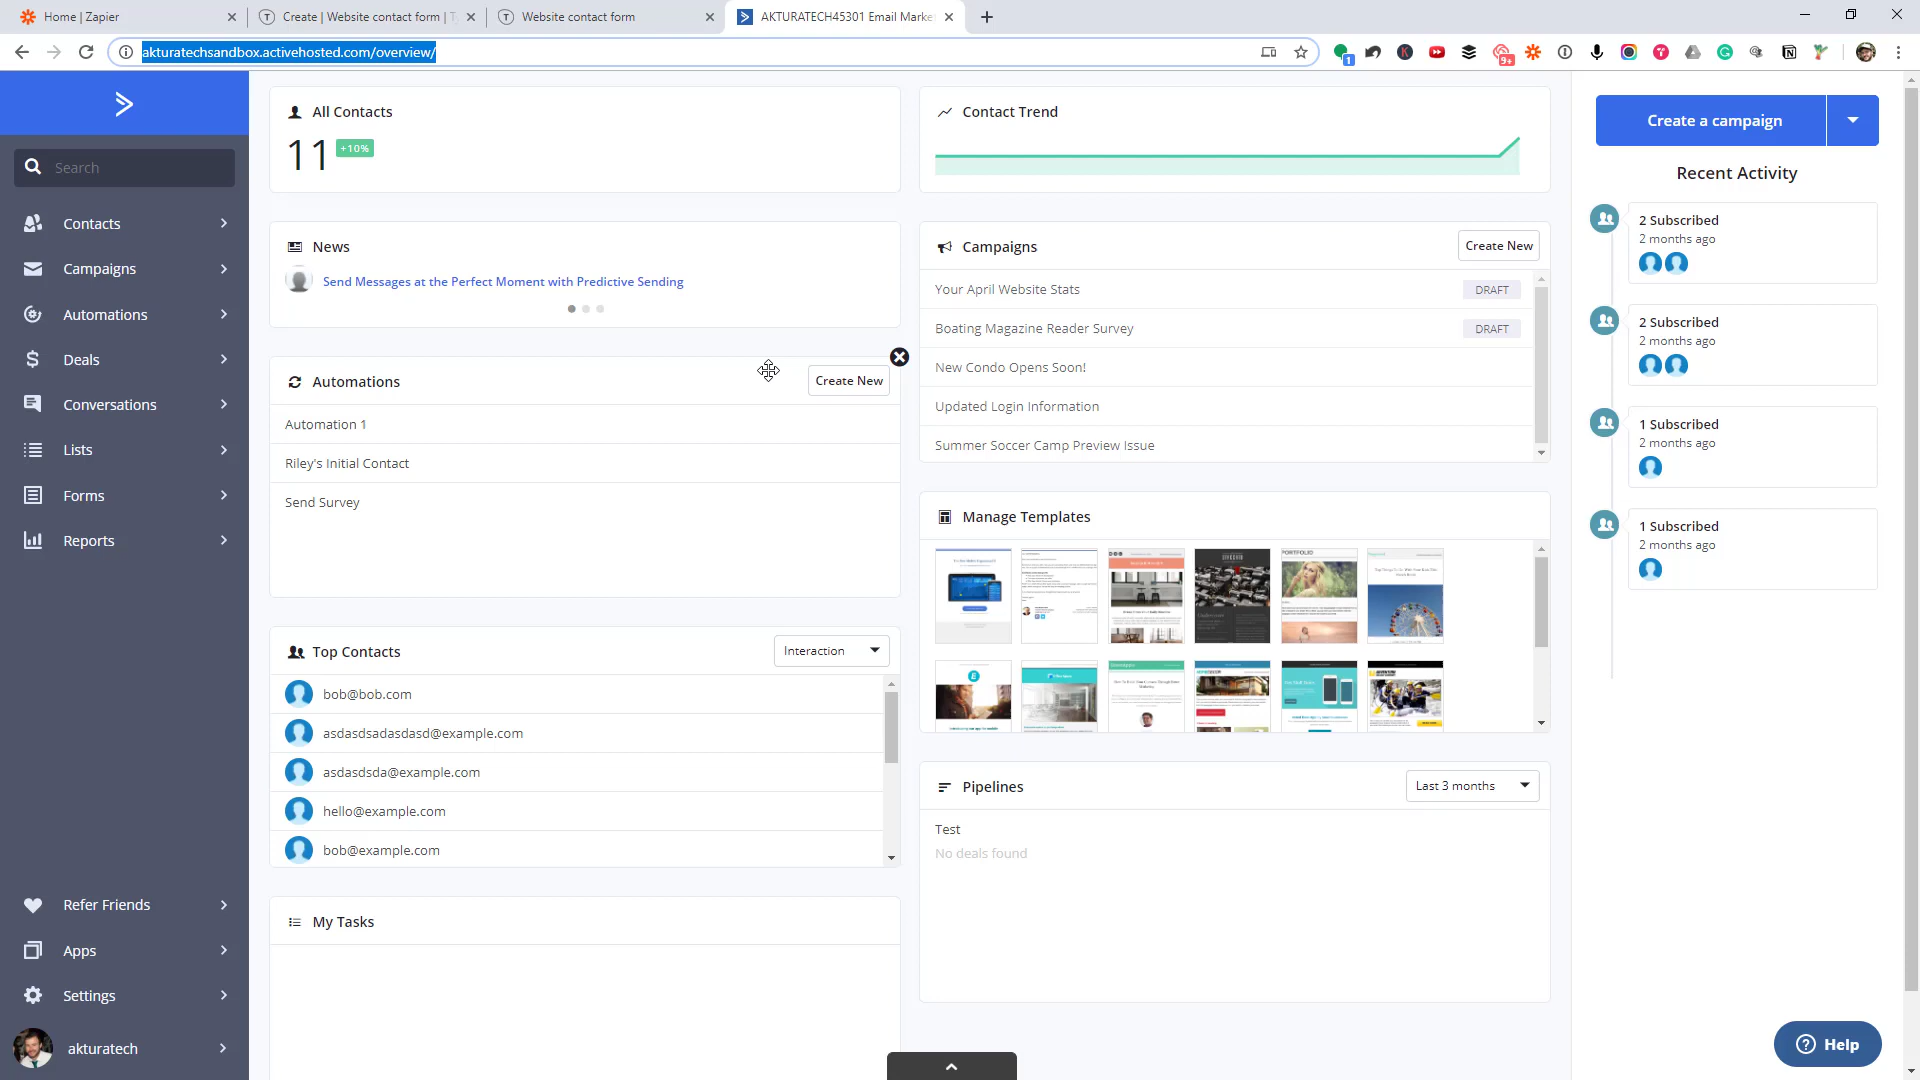 Home | Zapier
Create | Website contact form | Ty
Website contact form
AKTURATECH45301 Email Marke
akturatechsandbox.activehosted.com/overview/
1
9+
Search
Contacts
Campaigns
Automations
Deals
Conversations
Lists
Forms
Reports
Refer Friends
Apps
Settings
akturatech
All Contacts
11 +10%
News
Send Messages at the Perfect Moment with Predictive Sending
Automations
Create New
Automation 1
Riley's Initial Contact
Send Survey
Top Contacts
Interaction
bob@bob.com
asdasdsadasdasd@example.com
asdasdsda@example.com
hello@example.com
bob@example.com
My Tasks
Contact Trend
Campaigns
Create New
Your April Website Stats
DRAFT
Boating Magazine Reader Survey
DRAFT
New Condo Opens Soon!
Updated Login Information
Summer Soccer Camp Preview Issue
Manage Templates
PORTFOLIO
Pipelines
Last 3 months
Test
No deals found
Create a campaign
Recent Activity
2 Subscribed
2 months ago
2 Subscribed
2 months ago
1 Subscribed
2 months ago
1 Subscribed
2 months ago
Help